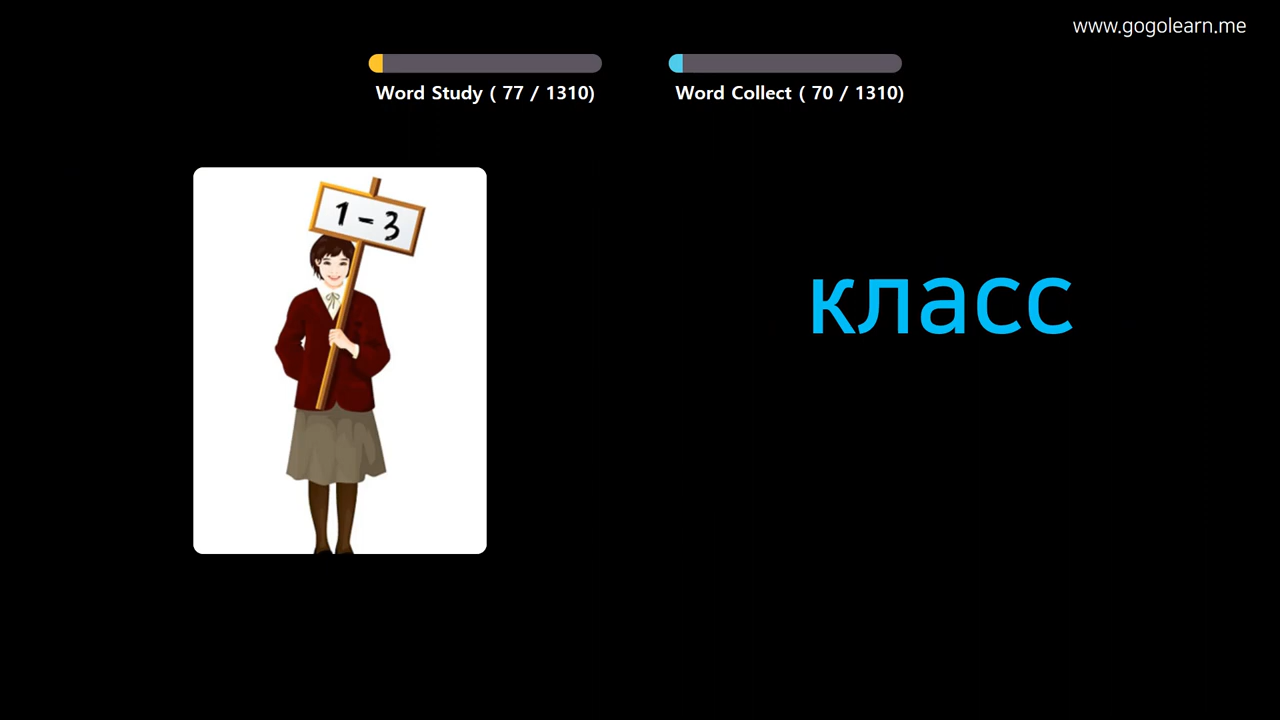 www.gogolearn.me
Word Study ( 77 / 1310)
Word Collect ( 70 / 1310)
1 - 3
класс